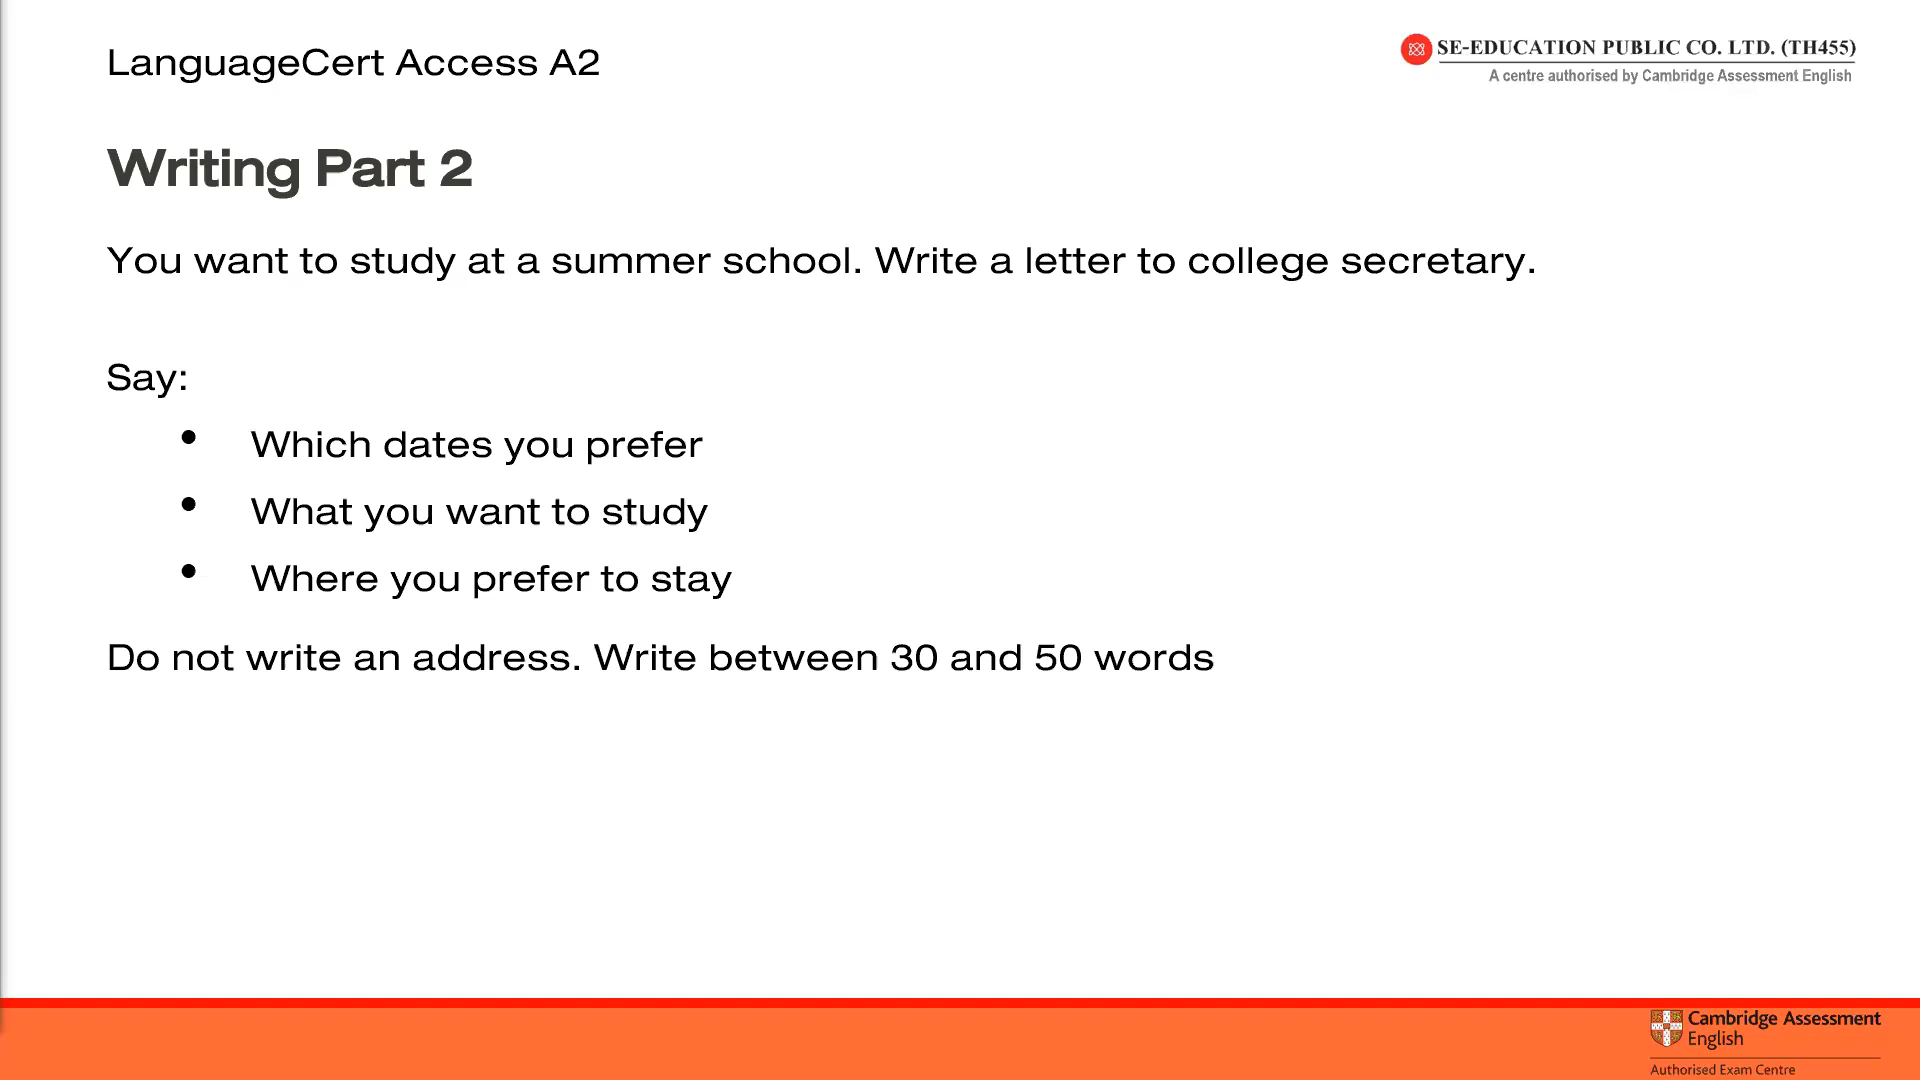 LanguageCert Access A2
SE-EDUCATION PUBLIC CO. LTD. (TH455)
A centre authorised by Cambridge Assessment English
Writing Part 2
You want to study at a summer school. Write a letter to college secretary.
Say:
• Which dates you prefer
• What you want to study
• Where you prefer to stay
Do not write an address. Write between 30 and 50 words
Cambridge Assessment
English
Authorised Exam Centre